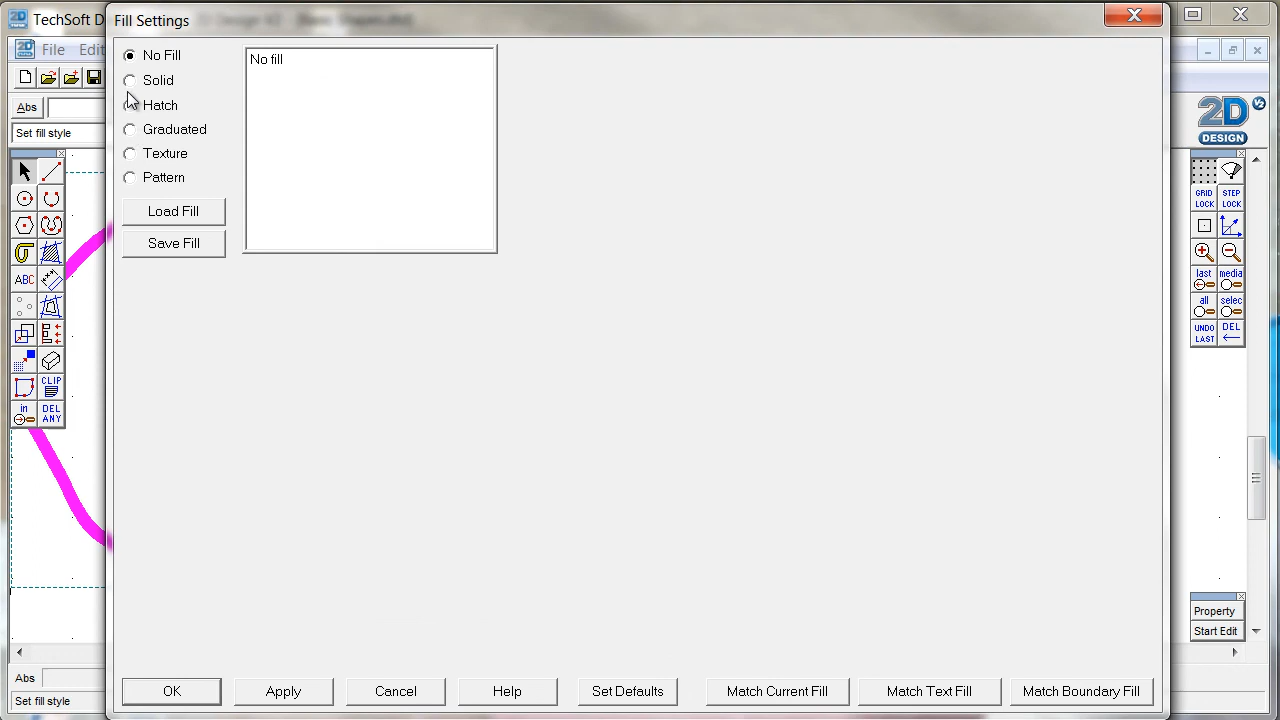 TechSoft D
Fill Settings
File Edi
No Fill
No fill
Solid
Abs
Hatch
Set fill style
Graduated
2D
V2
DESIGN
Texture
Pattern
GRID LOCK
STEP LOCK
Load Fill
Save Fill
ABC
last
media
all
selec
UNDO LAST
DEL
CLIP
in
DEL ANY
Property
Start Edit
Abs
OK
Apply
Cancel
Help
Set Defaults
Match Current Fill
Match Text Fill
Match Boundary Fill
Set fill style